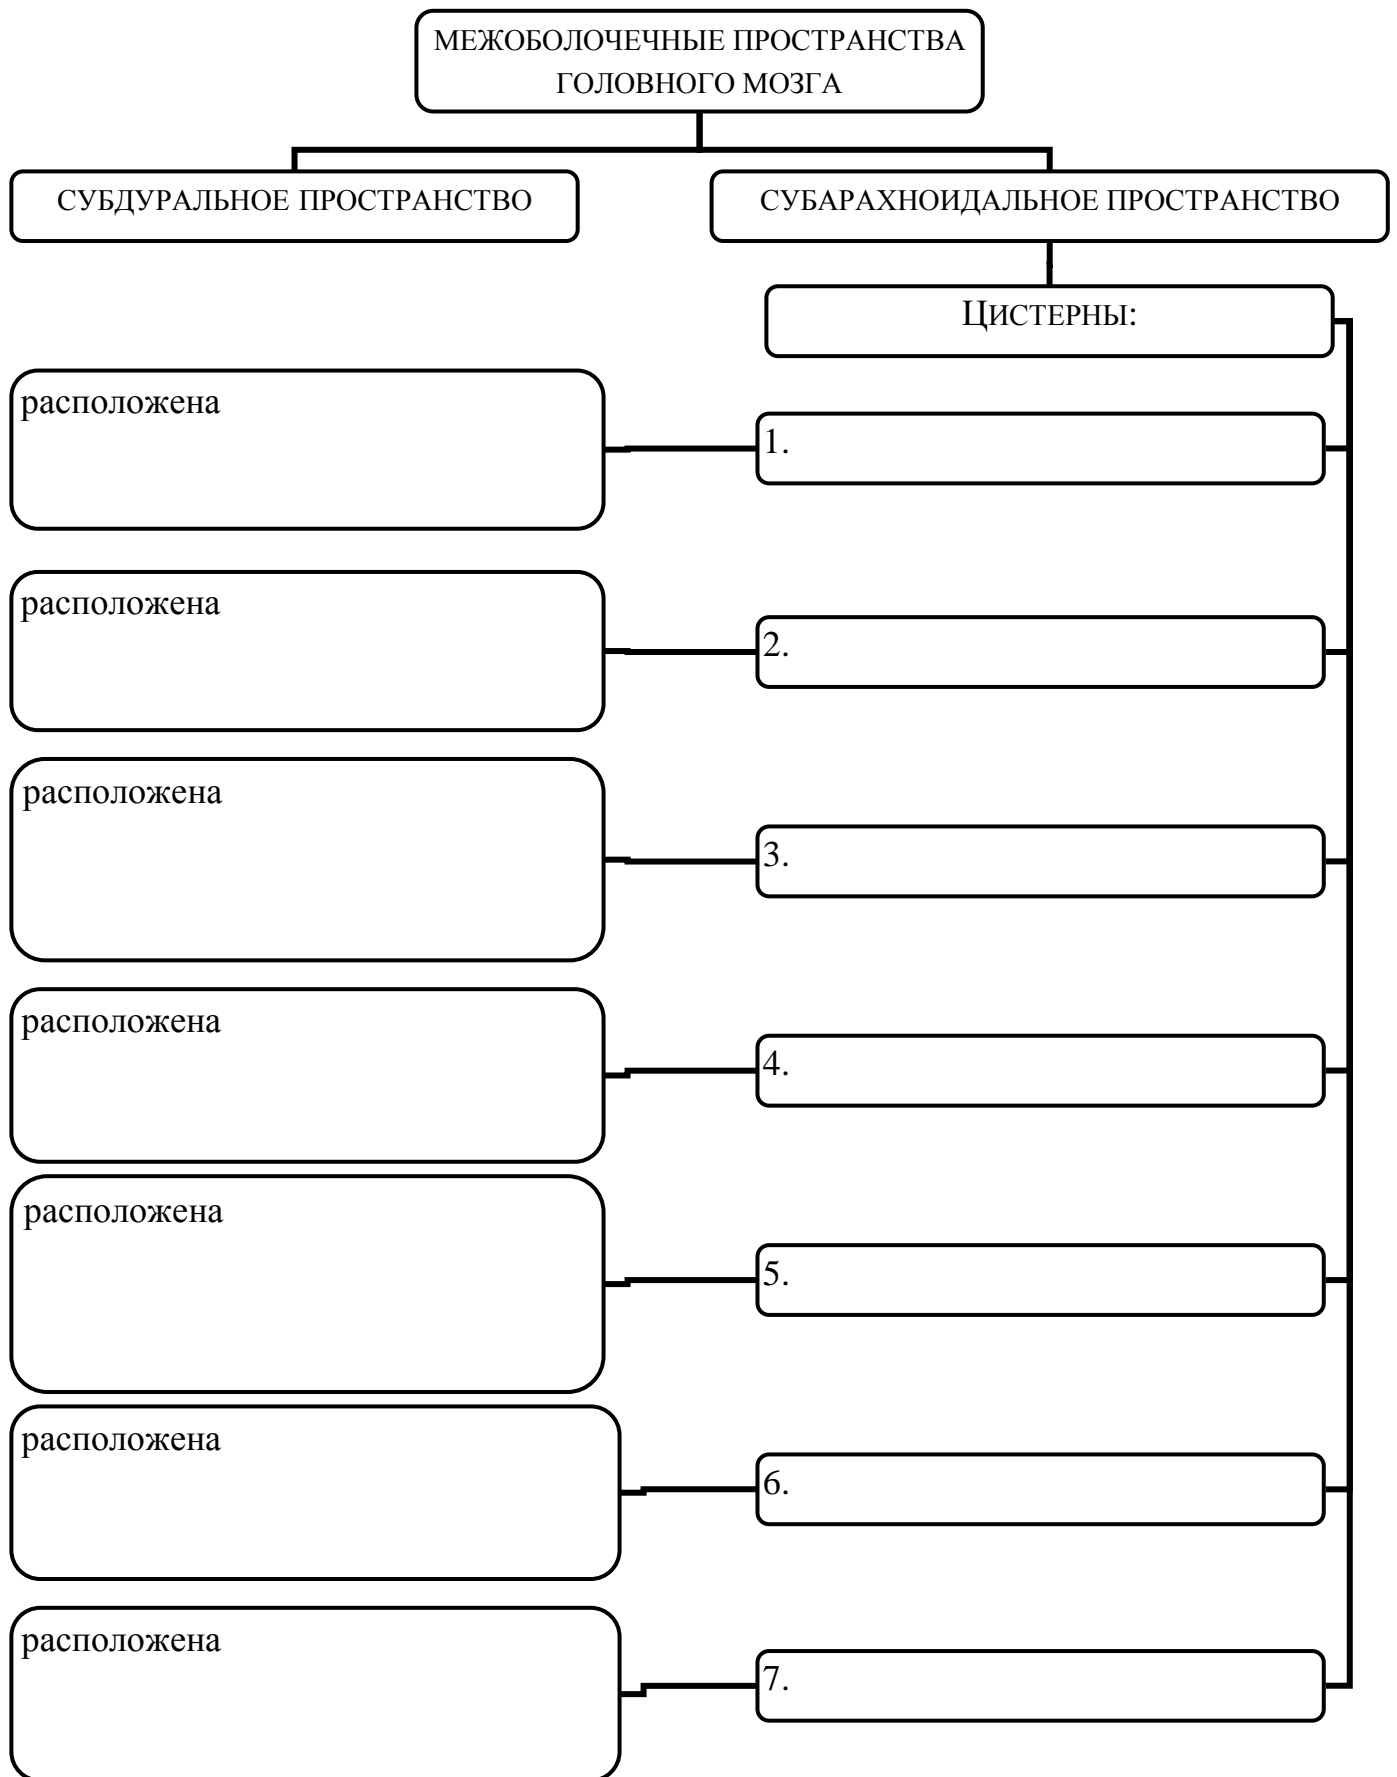 МЕЖОБОЛОЧЕЧНЫЕ ПРОСТРАНСТВА
ГОЛОВНОГО МОЗГА
СУБДУРАЛЬНОЕ ПРОСТРАНСТВО
СУБАРАХНОИДАЛЬНОЕ ПРОСТРАНСТВО
ЦИСТЕРНЫ:
расположена
1.
расположена
2.
расположена
3.
расположена
4.
расположена
5.
расположена
6.
расположена
7.